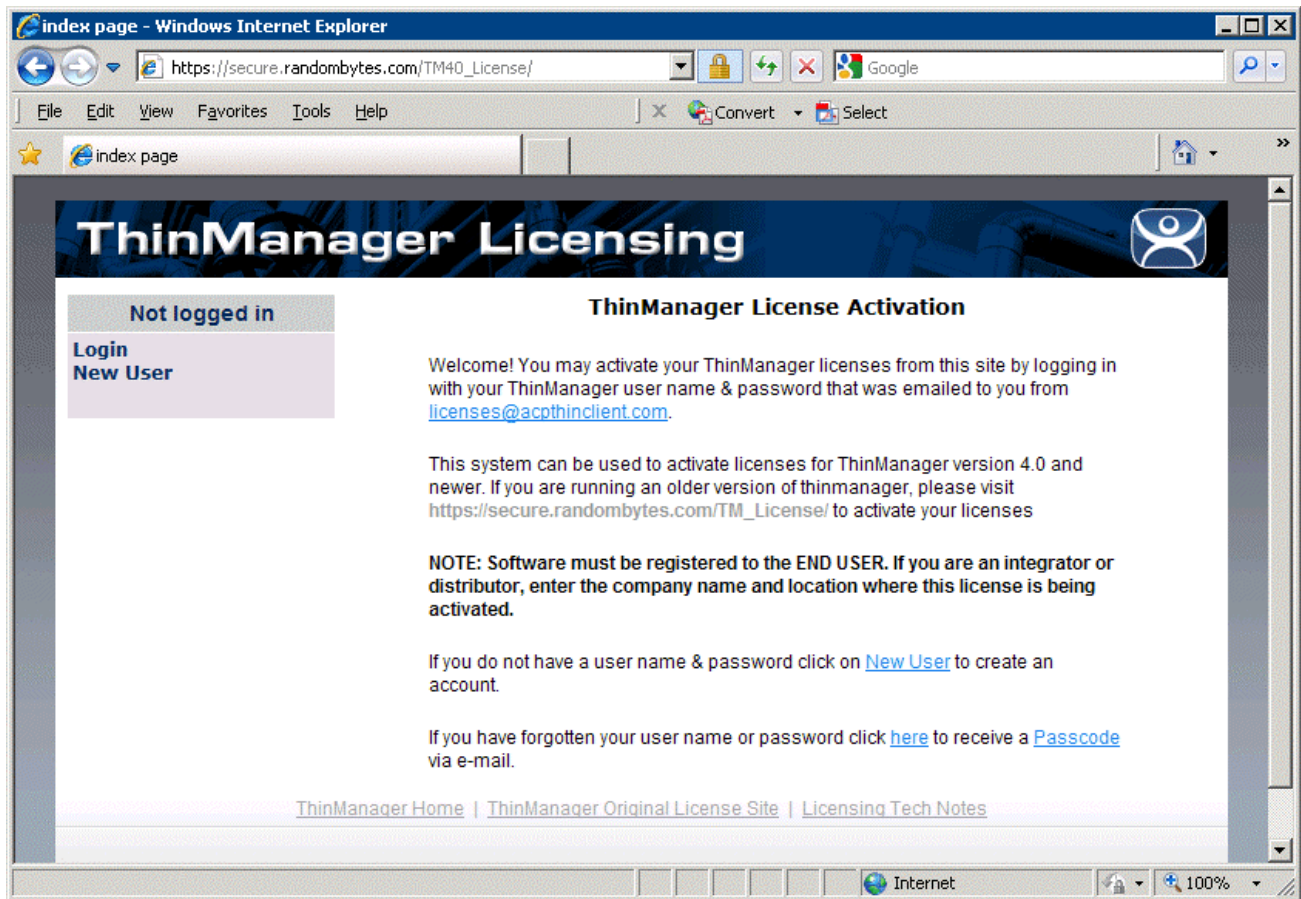 index page - Windows Internet Explorer
https://secure.randombytes.com/TM40_License/
Google
File Edit View Favorites Tools Help
Convert Select
index page
ThinManager Licensing
Not logged in
Login
New User
ThinManager License Activation
Welcome! You may activate your ThinManager licenses from this site by logging in
with your ThinManager user name & password that was emailed to you from
licenses@acpthinclient.com.
This system can be used to activate licenses for ThinManager version 4.0 and
newer. If you are running an older version of thinmanager, please visit
https://secure.randombytes.com/TM_License/ to activate your licenses
NOTE: Software must be registered to the END USER. If you are an integrator or
distributor, enter the company name and location where this license is being
activated.
If you do not have a user name & password click on New User to create an
account.
If you have forgotten your user name or password click here to receive a Passcode
via e-mail.
ThinManager Home | ThinManager Original License Site | Licensing Tech Notes
Internet
100%